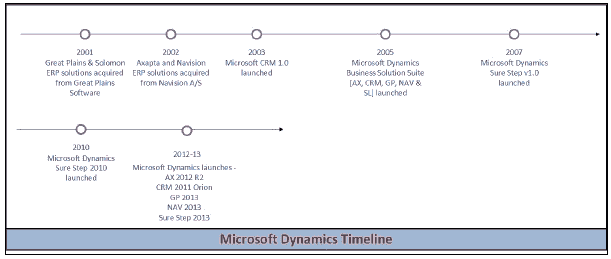 2001
Great Plains & Solomon
ERP solutions acquired
from Great Plains
Software
2002
Axapta and Navision
ERP solutions acquired
from Navision A/S
2003
Microsoft CRM 1.0
launched
2005
Microsoft Dynamics
Business Solution Suite
[AX, CRM, GP, NAV &
SL] launched
2007
Microsoft Dynamics
Sure Step v1.0
launched
2010
Microsoft Dynamics
Sure Step 2010
launched
2012-13
Microsoft Dynamics launches -
AX 2012 R2
CRM 2011 Orion
GP 2013
NAV 2013
Sure Step 2013
Microsoft Dynamics Timeline